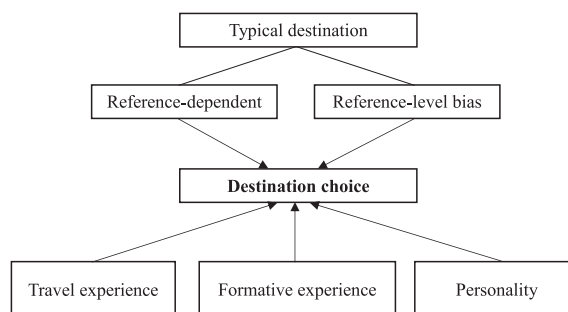 Typical destination
Reference-dependent
Reference-level bias
Destination choice
Travel experience
Formative experience
Personality